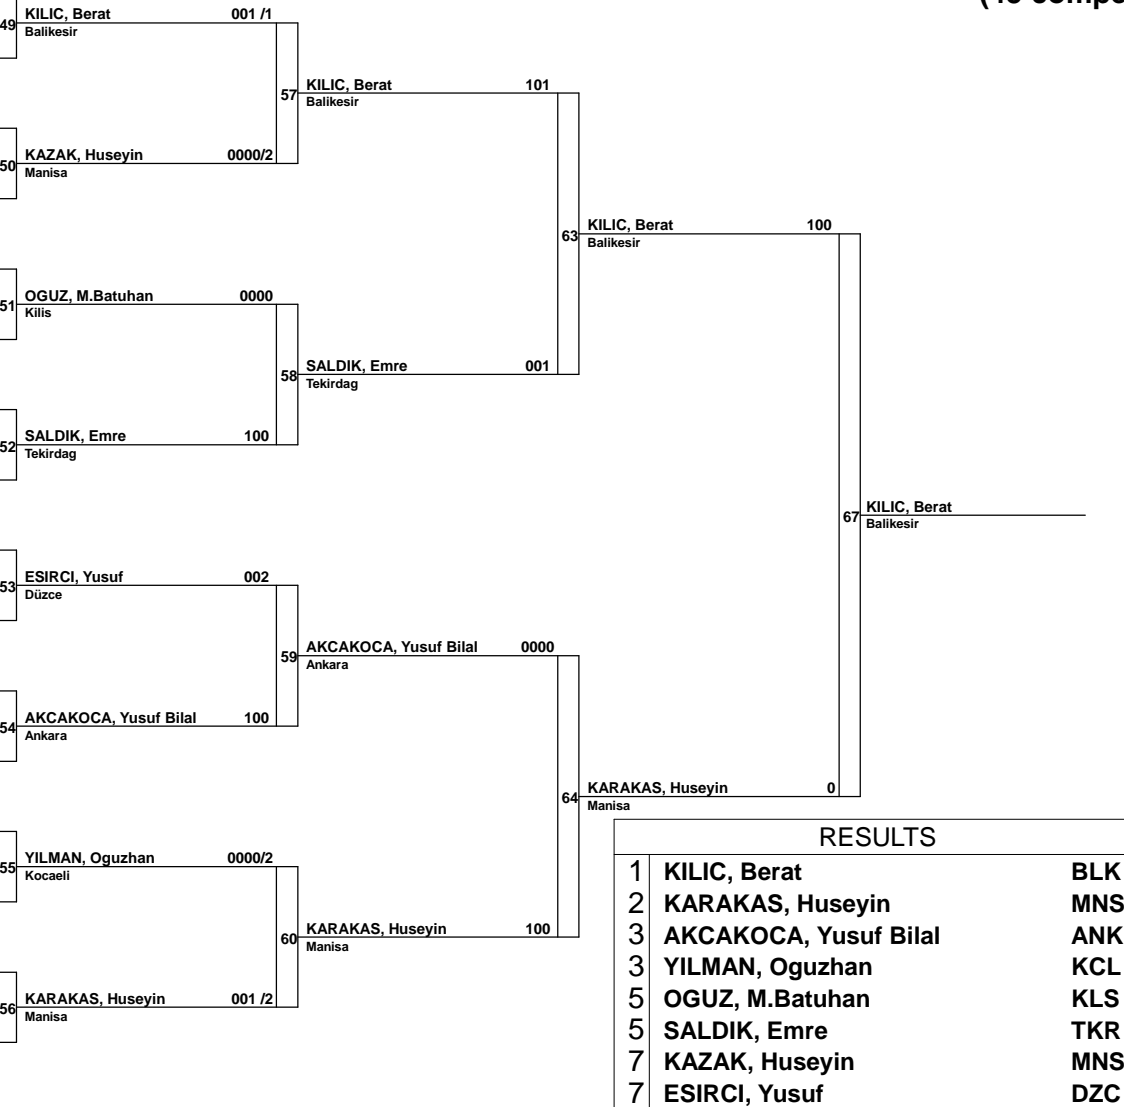 (48 comp
49 KILIC, Berat 001 /1
Balikesir
57 KILIC, Berat 101
Balikesir
50 KAZAK, Huseyin 0000/2
Manisa
63 KILIC, Berat 100
Balikesir
51 OGUZ, M.Batuhan 0000
Kilis
58 SALDIK, Emre 001
Tekirdag
52 SALDIK, Emre 100
Tekirdag
67 KILIC, Berat
Balikesir
53 ESIRCI, Yusuf 002
Düzce
59 AKCAKOCA, Yusuf Bilal 0000
Ankara
54 AKCAKOCA, Yusuf Bilal 100
Ankara
64 KARAKAS, Huseyin 0
Manisa
55 YILMAN, Oguzhan 0000/2
Kocaeli
60 KARAKAS, Huseyin 100
Manisa
56 KARAKAS, Huseyin 001 /2
Manisa
RESULTS
1 KILIC, Berat BLK
2 KARAKAS, Huseyin MNS
3 AKCAKOCA, Yusuf Bilal ANK
3 YILMAN, Oguzhan KCL
5 OGUZ, M.Batuhan KLS
5 SALDIK, Emre TKR
7 KAZAK, Huseyin MNS
7 ESIRCI, Yusuf DZC